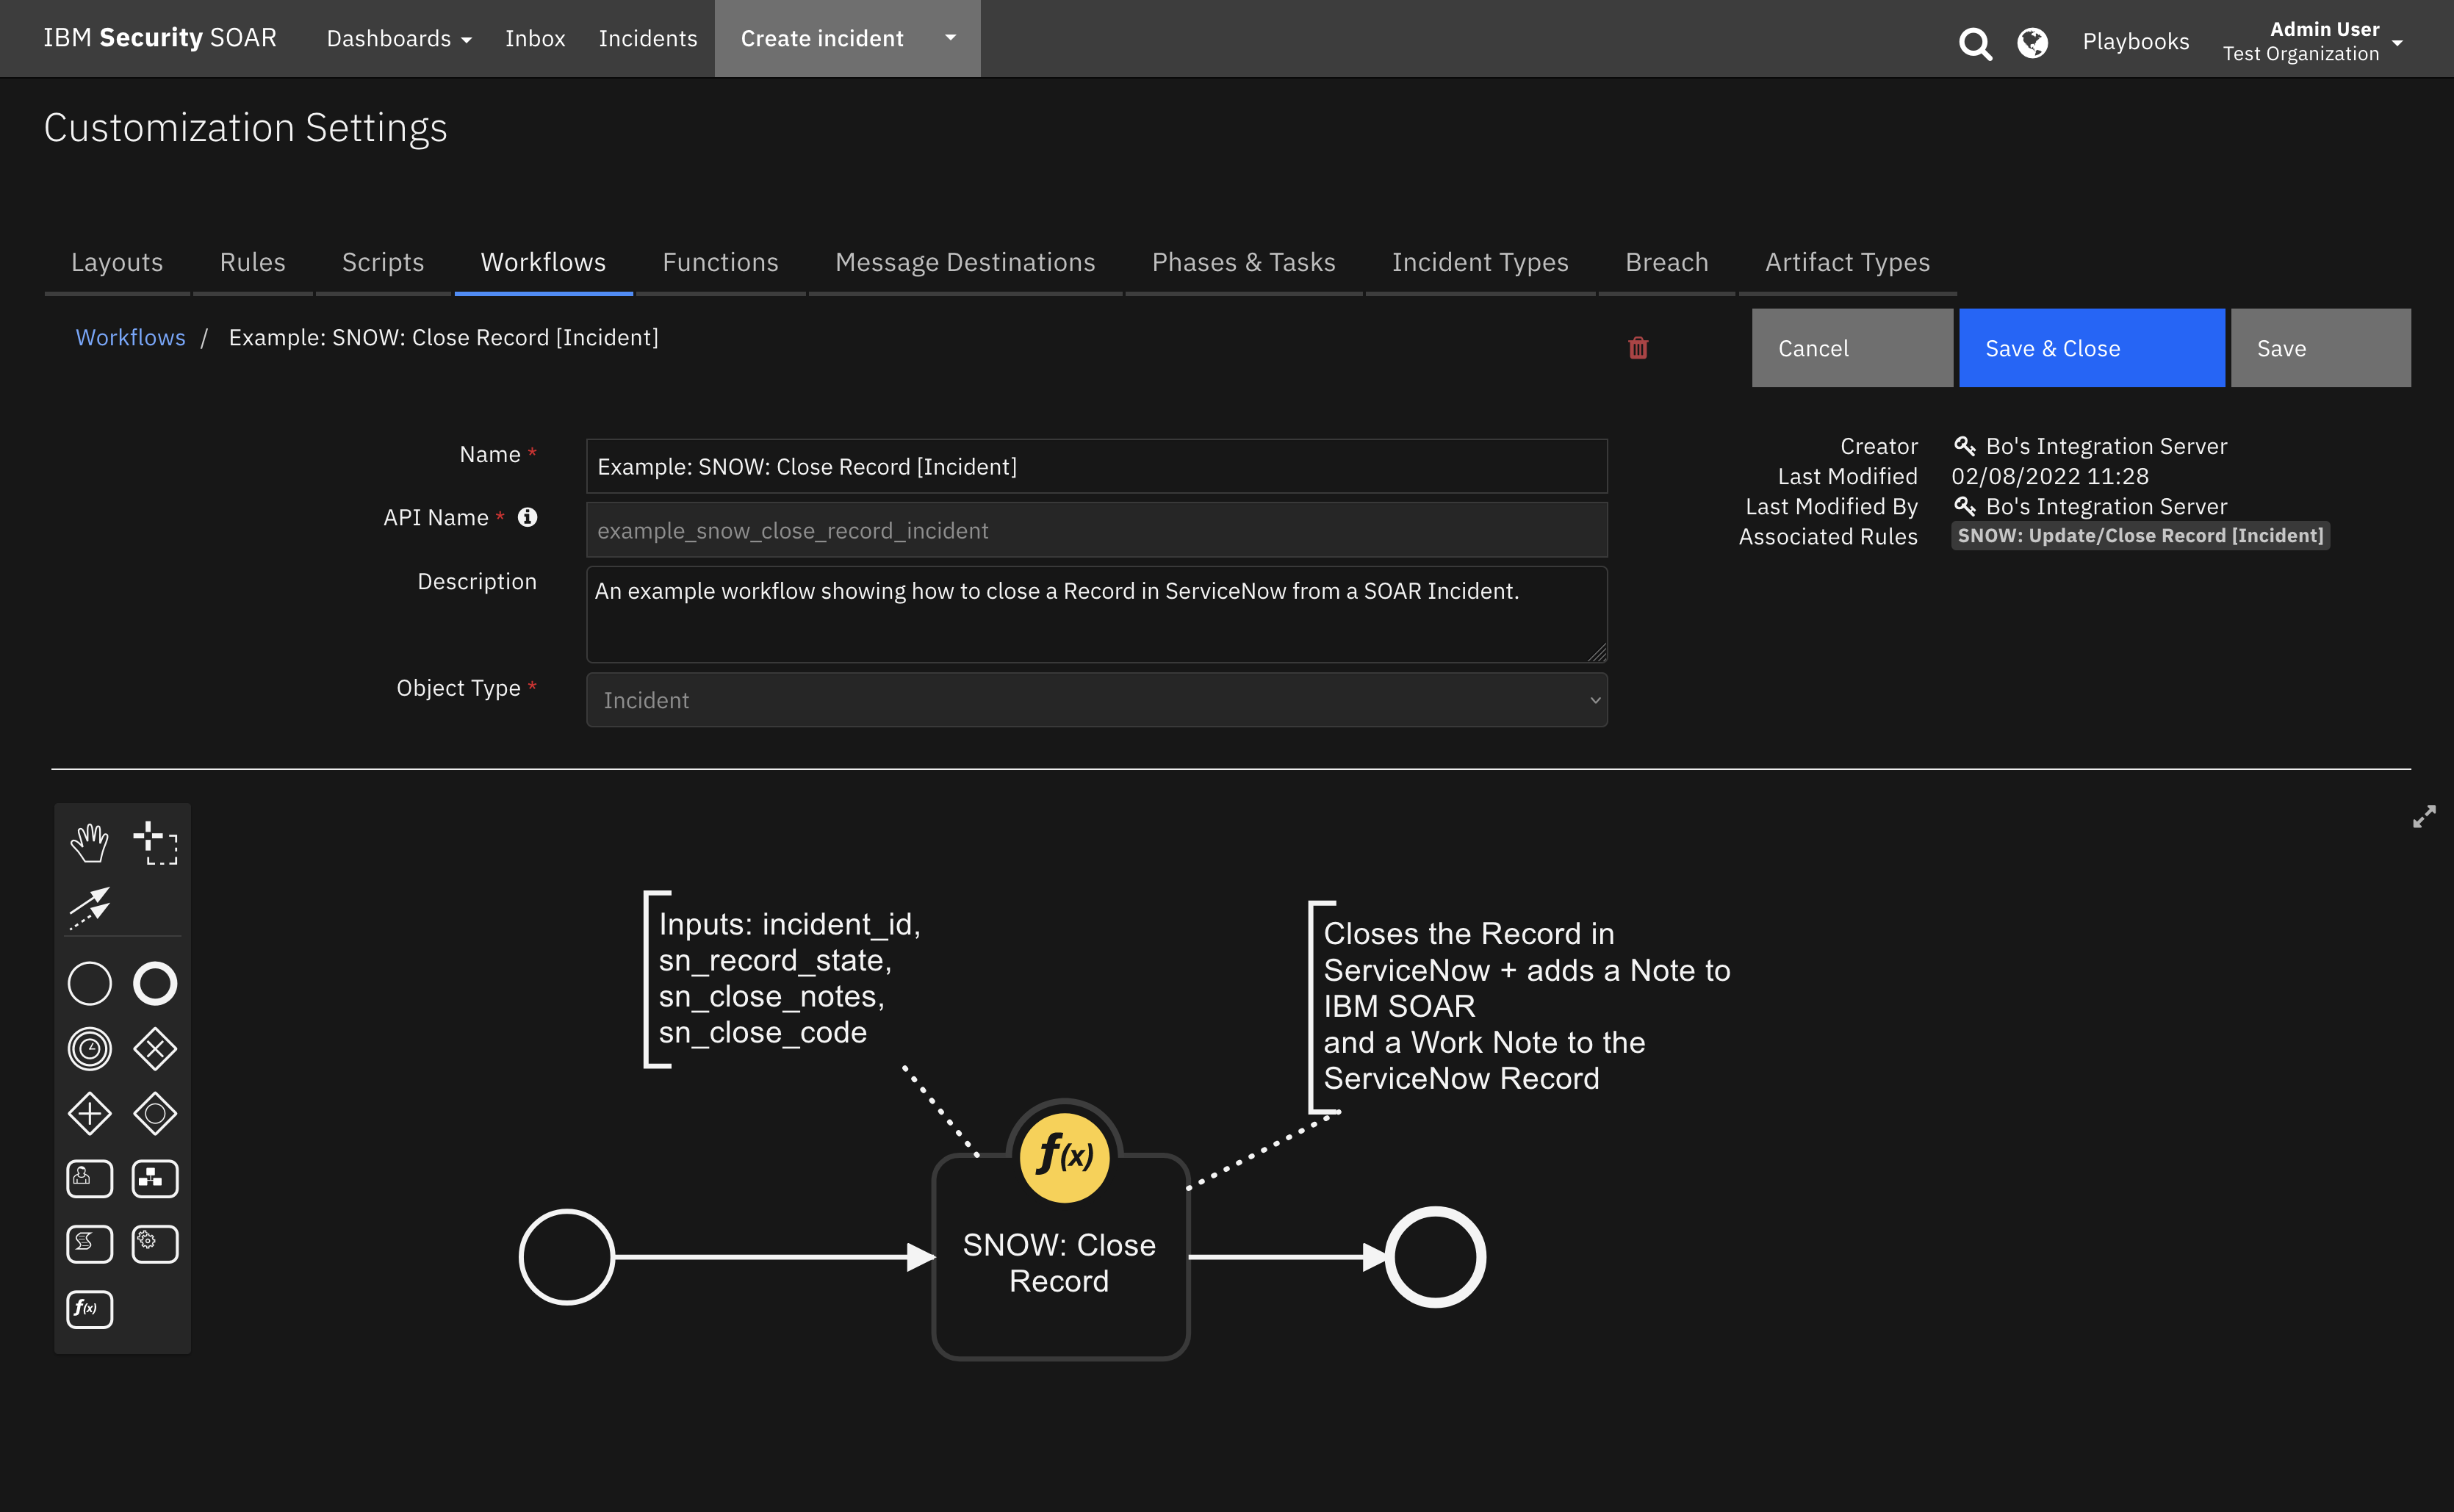 IBM Security SOAR Dashboards Inbox Incidents Create incident Playbooks Admin User
Test Organization
Customization Settings
Layouts Rules Scripts Workflows Functions Message Destinations Phases & Tasks Incident Types Breach Artifact Types
Workflows / Example: SNOW: Close Record [Incident] Cancel Save & Close Save
Name * Example: SNOW: Close Record [Incident]
API Name * example_snow_close_record_incident
Description An example workflow showing how to close a Record in ServiceNow from a SOAR Incident.
Object Type * Incident
Creator Bo's Integration Server
Last Modified 02/08/2022 11:28
Last Modified By Bo's Integration Server
Associated Rules SNOW: Update/Close Record [Incident]
Inputs: incident_id,
sn_record_state,
sn_close_notes,
sn_close_code
Closes the Record in
ServiceNow + adds a Note to
IBM SOAR
and a Work Note to the
ServiceNow Record
f(x)
SNOW: Close
Record
f(x)